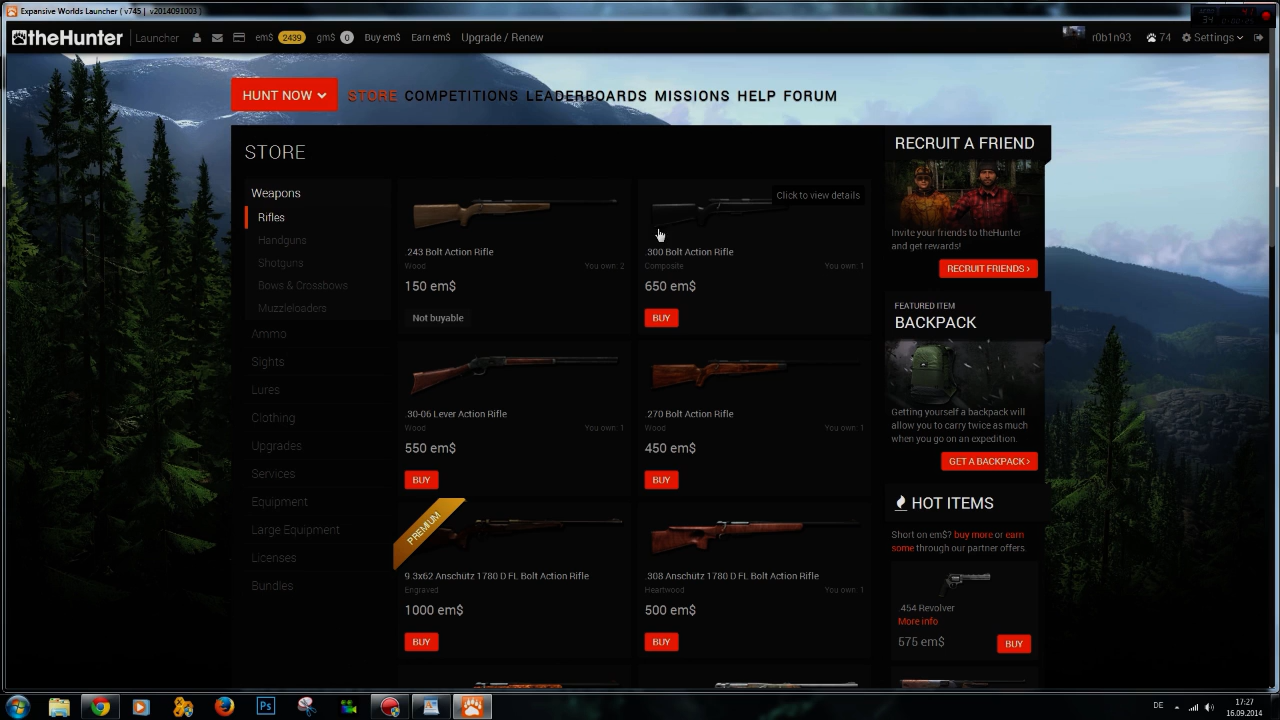 Expansive Worlds Launcher ( v745 | v2014091003 )
theHunter Launcher em$ 2439 gm$ 0 Buy em$ Earn em$ Upgrade / Renew r0b1n93 74 Settings
HUNT NOW STORE COMPETITIONS LEADERBOARDS MISSIONS HELP FORUM
STORE
Weapons
Rifles
Handguns
Shotguns
Bows & Crossbows
Muzzleloaders
Ammo
Sights
Lures
Clothing
Upgrades
Services
Equipment
Large Equipment
Licenses
Bundles
.243 Bolt Action Rifle
Wood You own: 2
150 em$
Not buyable
Click to view details
.300 Bolt Action Rifle
Composite You own: 1
650 em$
BUY
.30-06 Lever Action Rifle
Wood You own: 1
550 em$
BUY
.270 Bolt Action Rifle
Wood You own: 1
450 em$
BUY
PREMIUM
9.3x62 Anschutz 1780 D FL Bolt Action Rifle
Engraved
1000 em$
BUY
.308 Anschutz 1780 D FL Bolt Action Rifle
Heartwood You own: 1
500 em$
BUY
RECRUIT A FRIEND
Invite your friends to theHunter
and get rewards!
RECRUIT FRIENDS ›
FEATURED ITEM
BACKPACK
Getting yourself a backpack will
allow you to carry twice as much
when you go on an expedition.
GET A BACKPACK ›
HOT ITEMS
Short on em$? buy more or earn
some through our partner offers.
.454 Revolver
More info
575 em$
BUY
Ps
DE
17:27
16.09.2014